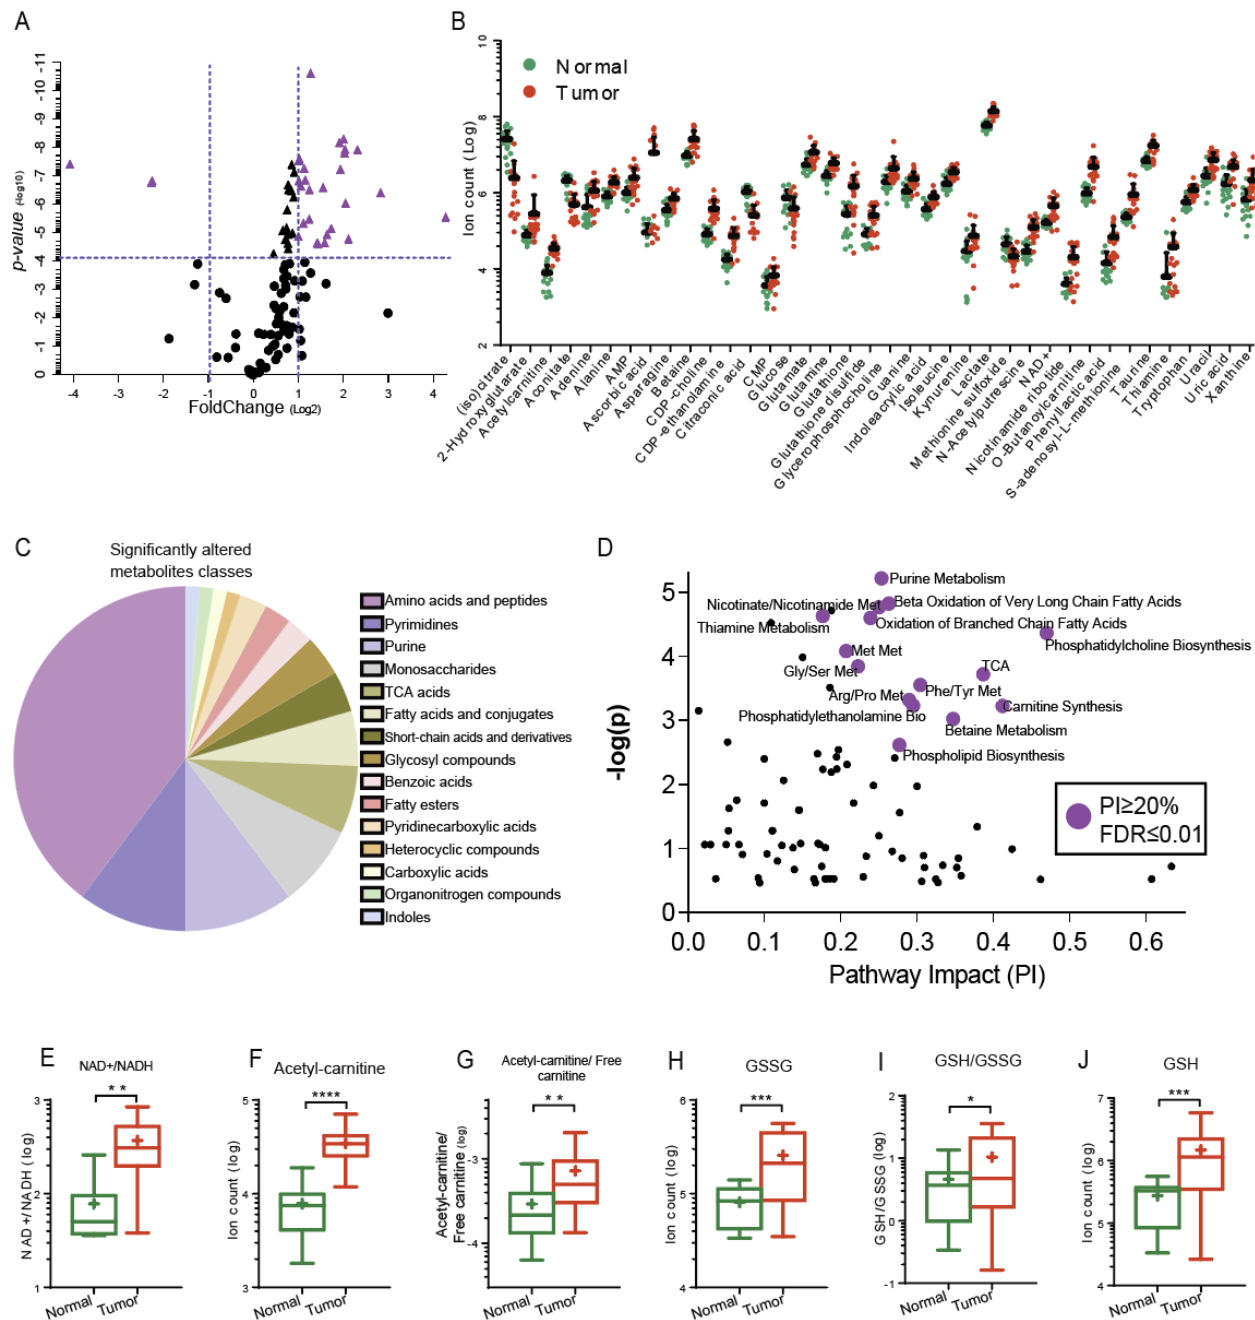 A
p-value (-log10)
-11
-10
-9
-8
-7
-6
-5
-4
-3
-2
-1
0
-4
-3
-2
-1
0
1
2
3
4
FoldChange (Log2)
B
Normal
Tumor
Ion count (Log)
10
8
6
4
2
(iso)citrate
2-Hydroxyglutarate
Acetylcarnitine
Aconitate
Adenine
Alanine
AMP
Ascorbic acid
Asparagine
Betaine
CDP-choline
CDP-ethanolamine
Citraconic acid
CMP
Glucose
Glutamate
Glutamine
Glutathione
Glutathione disulfide
Glycerophosphocholine
Guanine
Indoleacrylic acid
Isoleucine
Kynurenine
Lactate
Methionine sulfoxide
N-Acetylputrescine
NAD+
Nicotinamide ribotide
O-Butanoylcarnitine
Phenyllactic acid
S-adenosyl-L-methionine
Taurine
Thiamine
Tryptophan
Uracil
Uric acid
Xanthine
C
Significantly altered
metabolites classes
Amino acids and peptides
Pyrimidines
Purine
Monosaccharides
TCA acids
Fatty acids and conjugates
Short-chain acids and derivatives
Glycosyl compounds
Benzoic acids
Fatty esters
Pyridinecarboxylic acids
Heterocyclic compounds
Carboxylic acids
Organonitrogen compounds
Indoles
D
-log(p)
5
4
3
2
1
0
Purine Metabolism
Nicotinate/Nicotinamide Met
Beta Oxidation of Very Long Chain Fatty Acids
Thiamine Metabolism
Oxidation of Branched Chain Fatty Acids
Phosphatidylcholine Biosynthesis
Met Met
Gly/Ser Met
TCA
Arg/Pro Met
Phe/Tyr Met
Carnitine Synthesis
Phosphatidylethanolamine Bio
Betaine Metabolism
Phospholipid Biosynthesis
PI≥20%
FDR≤0.01
0.0
0.1
0.2
0.3
0.4
0.5
0.6
Pathway Impact (PI)
E
NAD+/NADH
**
NAD+/NADH (log)
3
2
1
Normal
Tumor
F
Acetyl-carnitine
****
Ion count (log)
5
4
3
Normal
Tumor
G
Acetyl-carnitine/ Free
carnitine
**
Acetyl-carnitine/
Free carnitine (log)
-3
-4
Normal
Tumor
H
GSSG
***
Ion count (log)
6
5
4
Normal
Tumor
I
GSH/GSSG
*
GSH/GSSG (log)
2
1
0
-1
Normal
Tumor
J
GSH
***
Ion count (log)
7
6
5
4
Normal
Tumor